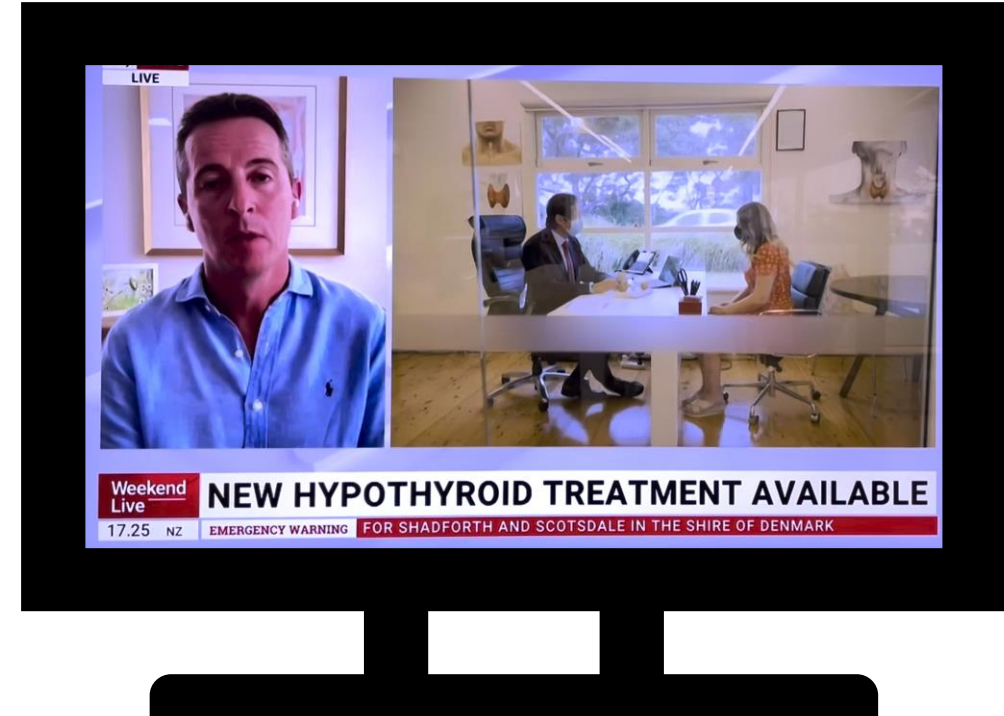 LIVE
Weekend
Live
NEW HYPOTHYROID TREATMENT AVAILABLE
17.25 NZ
EMERGENCY WARNING FOR SHADFORTH AND SCOTSDALE IN THE SHIRE OF DENMARK